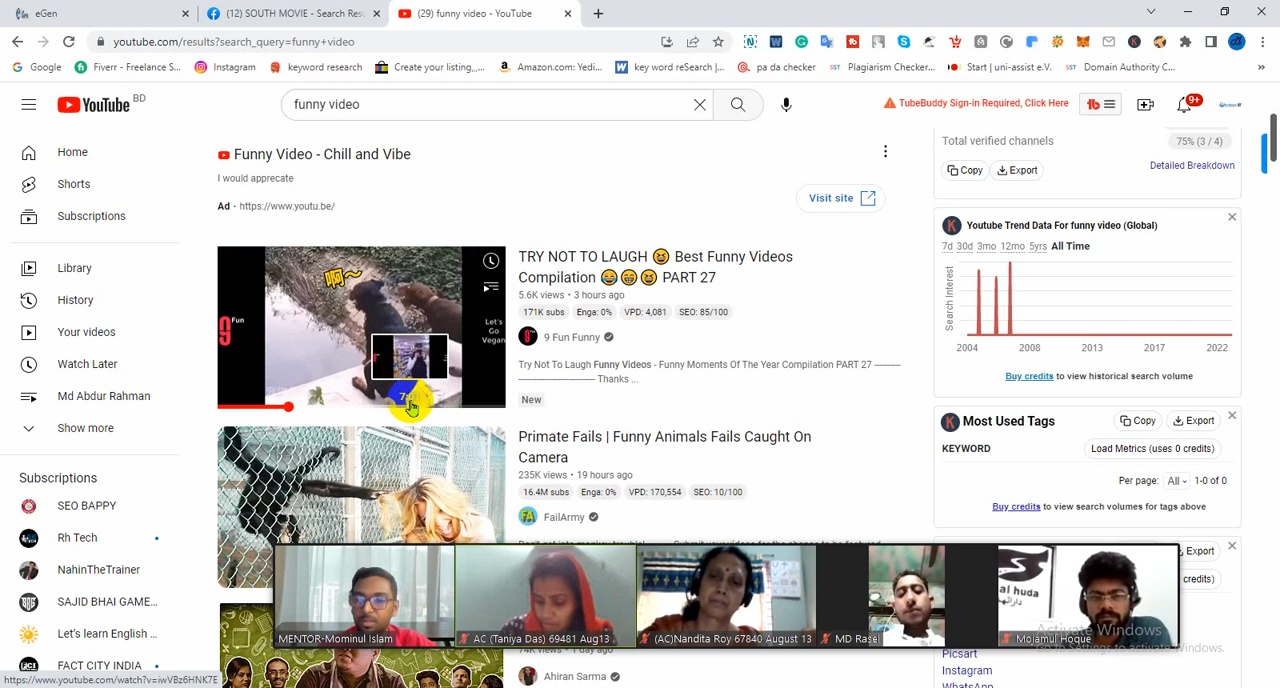 eGen
(12) SOUTH MOVIE - Search Res
(29) funny video - YouTube
youtube.com/results?search_query=funny+video
Google
Fiverr - Freelance S...
Instagram
keyword research
Create your listing,...
Amazon.com: Yedi...
key word reSearch |...
pa da checker
Plagiarism Checker...
Start | uni-assist e.V.
Domain Authority C...
YouTube BD
funny video
TubeBuddy Sign-in Required, Click Here
9+
Home
Shorts
Subscriptions
Library
History
Your videos
Watch Later
Md Abdur Rahman
Show more
Subscriptions
SEO BAPPY
Rh Tech
NahinTheTrainer
SAJID BHAI GAME...
Let's learn English ...
FACT CITY INDIA
https://www.youtube.com/watch?v=iwVBz6HNK7E
Funny Video - Chill and Vibe
I would appreciate
Ad · https://www.youtu.be/
Visit site
9 Fun
Let's
Go
Vegan
TRY NOT TO LAUGH 😆 Best Funny Videos
Compilation 😂😁😆 PART 27
5.6K views • 3 hours ago
171K subs Enga: 0% VPD: 4,081 SEO: 85/100
9 Fun Funny
Try Not To Laugh Funny Videos - Funny Moments Of The Year Compilation PART 27 ----------
------------------------------ Thanks ...
New
Primate Fails | Funny Animals Fails Caught On
Camera
235K views • 19 hours ago
16.4M subs Enga: 0% VPD: 170,554 SEO: 10/100
FailArmy
74K views • 1 day ago
Ahiran Sarma
Total verified channels
75% (3 / 4)
Copy Export
Detailed Breakdown
Youtube Trend Data For funny video (Global)
7d 30d 3mo 12mo 5yrs All Time
Search Interest
2004 2008 2013 2017 2022
Buy credits to view historical search volume
Most Used Tags
Copy Export
KEYWORD
Load Metrics (uses 0 credits)
Per page: All 1-0 of 0
Buy credits to view search volumes for tags above
Export
credits)
MENTOR-Mominul Islam
AC (Taniya Das) 69481 Aug13
(AC)Nandita Roy 67840 August 13
MD Rasel
al huda
Mojamul Hoque
Activate Windows
Go to Settings to activate Windows.
Picsart
Instagram
WhatsApp